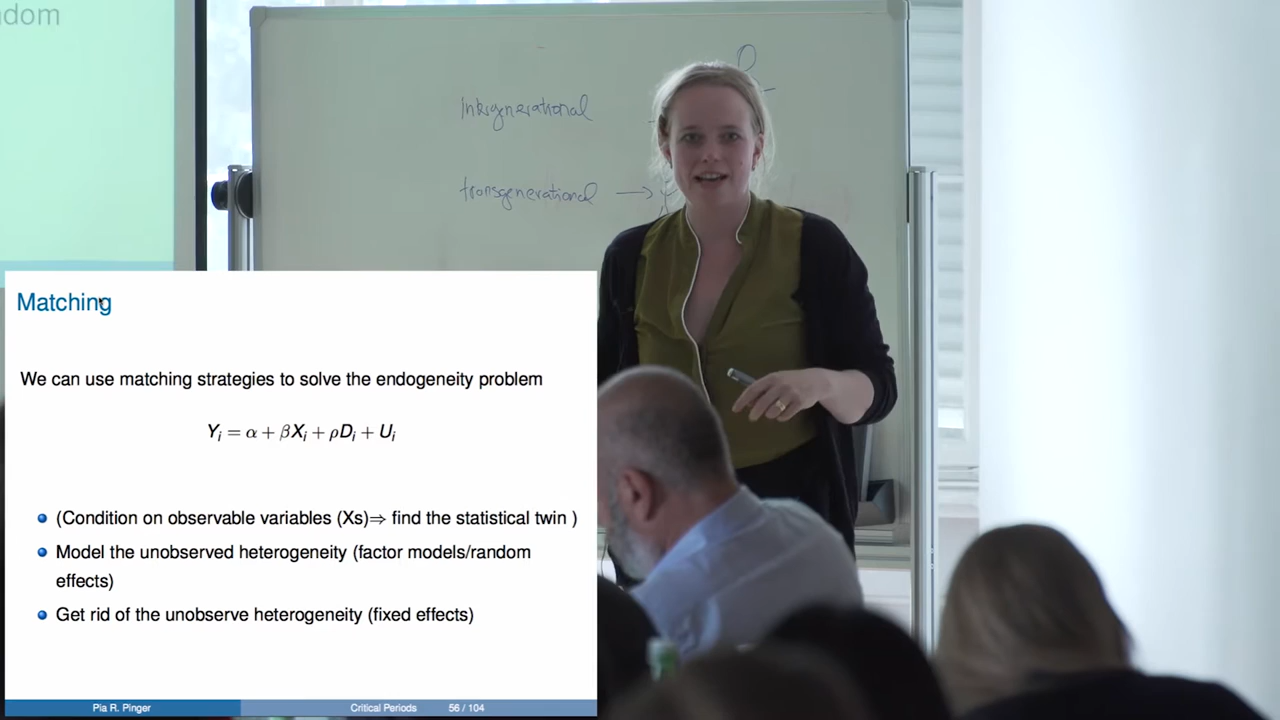 dom
intergenerational
transgenerational →
Matching
We can use matching strategies to solve the endogeneity problem
Yᵢ = α + βXᵢ + ρDᵢ + Uᵢ
(Condition on observable variables (Xs)⇒ find the statistical twin )
Model the unobserved heterogeneity (factor models/random
effects)
Get rid of the unobserve heterogeneity (fixed effects)
Pia R. Pinger
Critical Periods
56 / 104